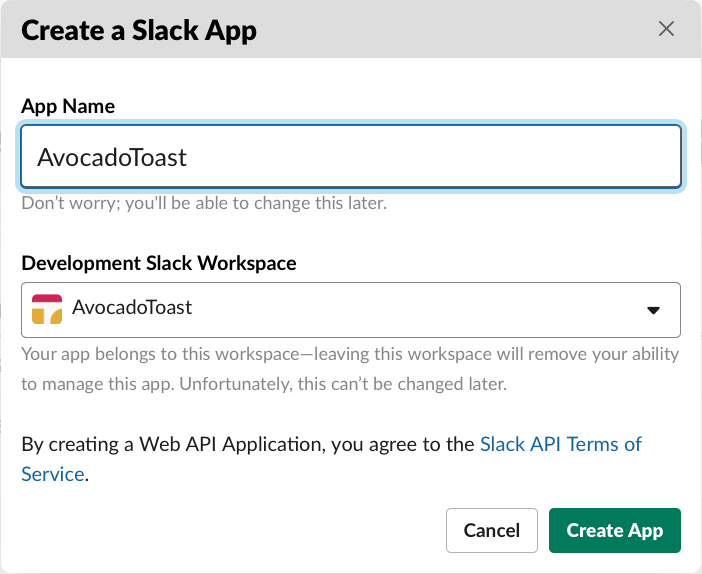 Create a Slack App
App Name
AvocadoToast
Don't worry; you'll be able to change this later.
Development Slack Workspace
AvocadoToast
Your app belongs to this workspace—leaving this workspace will remove your ability
to manage this app. Unfortunately, this can't be changed later.
By creating a Web API Application, you agree to the Slack API Terms of
Service.
Cancel
Create App